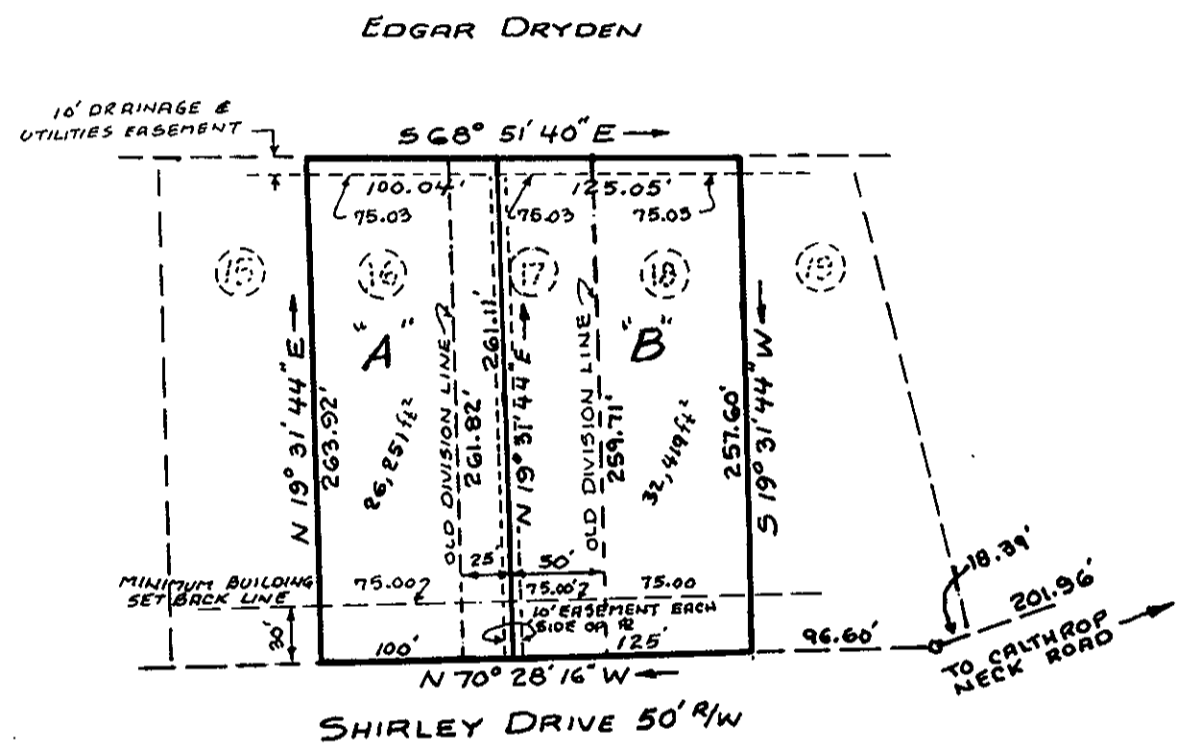 EDGAR DRYDEN
10' DRAINAGE &
UTILITIES EASEMENT
S 68° 51' 40" E
100.04'
125.05'
75.03
75.03
75.03
15
16
17
18
19
"A"
"B"
N 19° 31' 44" E
263.92'
26,251 ft²
OLD DIVISION LINE
261.82'
261.11'
N 19° 31' 44" E
OLD DIVISION LINE
259.71'
32,419 ft²
257.60'
S 19° 31' 44" W
25'
50'
MINIMUM BUILDING
SET BACK LINE
75.00
75.00'
75.00
10' EASEMENT EACH
SIDE OF ⅊
30'
100'
125'
96.60'
18.39'
201.96'
TO CALTHROP
NECK ROAD
N 70° 28' 16" W
SHIRLEY DRIVE 50' R/W